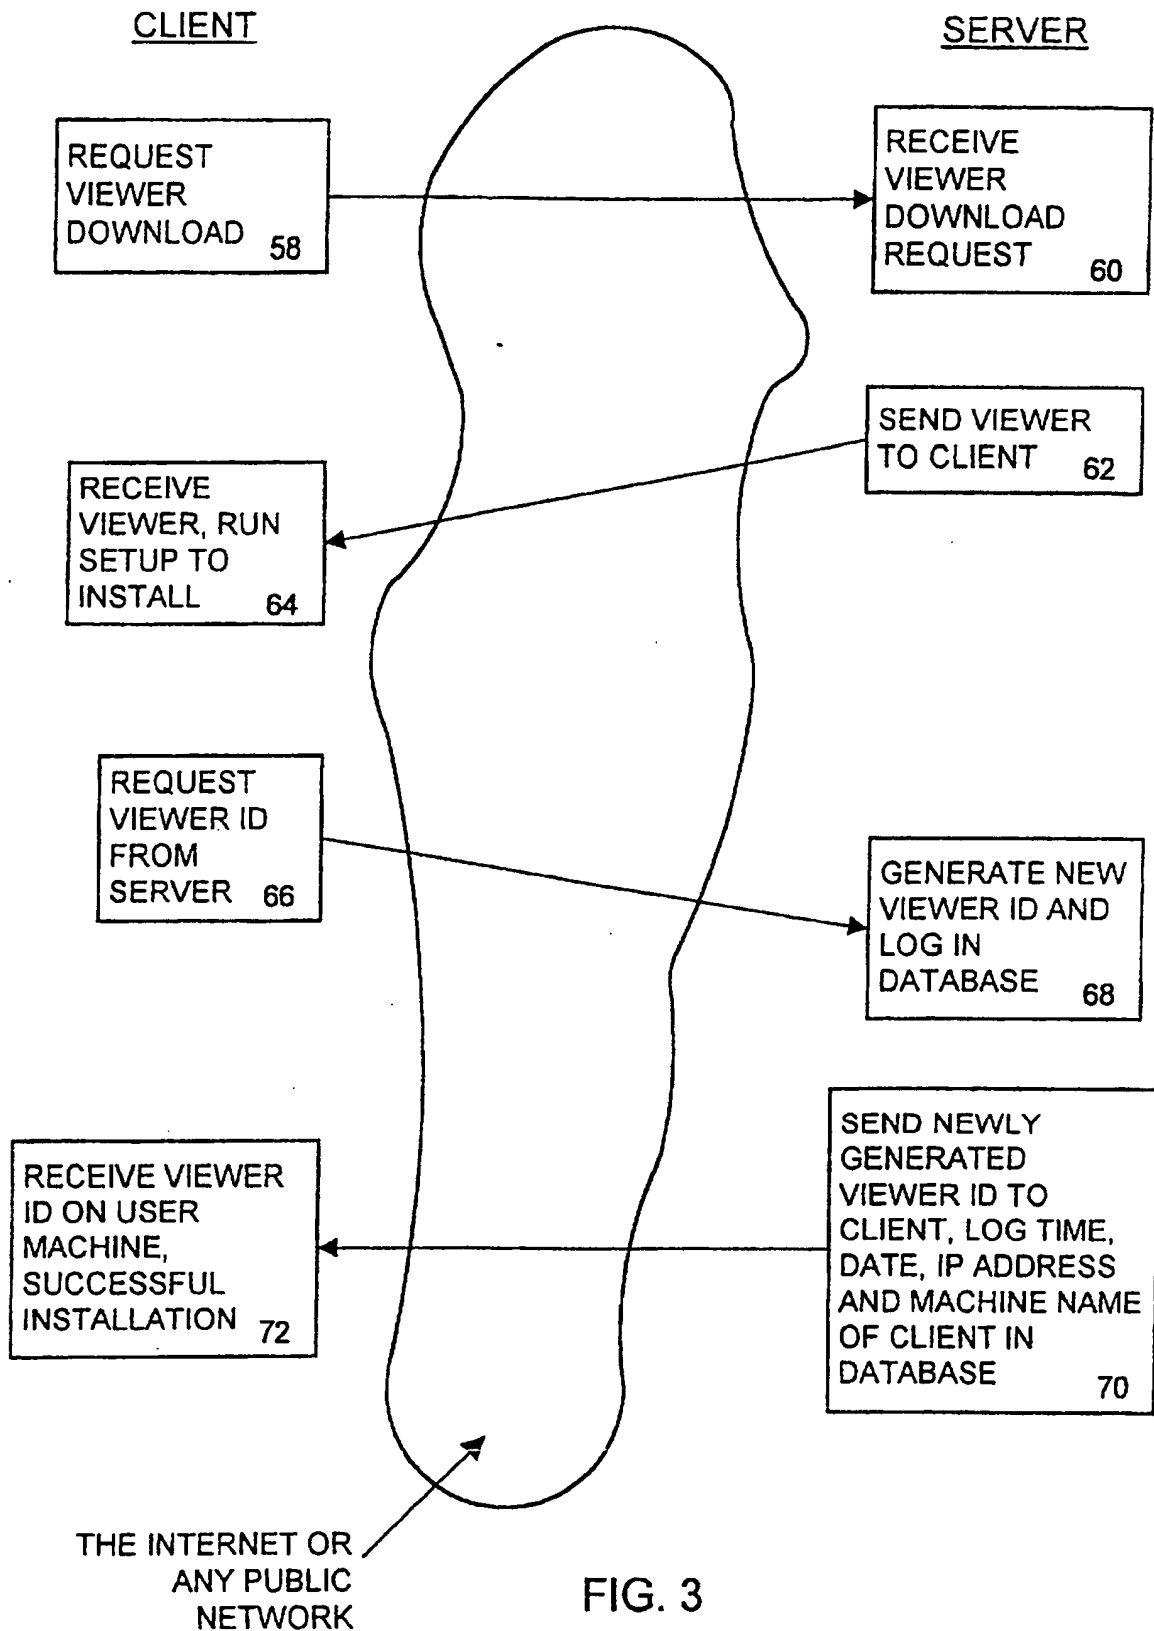 CLIENT
SERVER
REQUEST
VIEWER
DOWNLOAD 58
RECEIVE
VIEWER
DOWNLOAD
REQUEST 60
SEND VIEWER
TO CLIENT 62
RECEIVE
VIEWER, RUN
SETUP TO
INSTALL 64
REQUEST
VIEWER ID
FROM
SERVER 66
GENERATE NEW
VIEWER ID AND
LOG IN
DATABASE 68
SEND NEWLY
GENERATED
VIEWER ID TO
CLIENT, LOG TIME,
DATE, IP ADDRESS
AND MACHINE NAME
OF CLIENT IN
DATABASE 70
RECEIVE VIEWER
ID ON USER
MACHINE,
SUCCESSFUL
INSTALLATION 72
THE INTERNET OR
ANY PUBLIC
NETWORK
FIG. 3